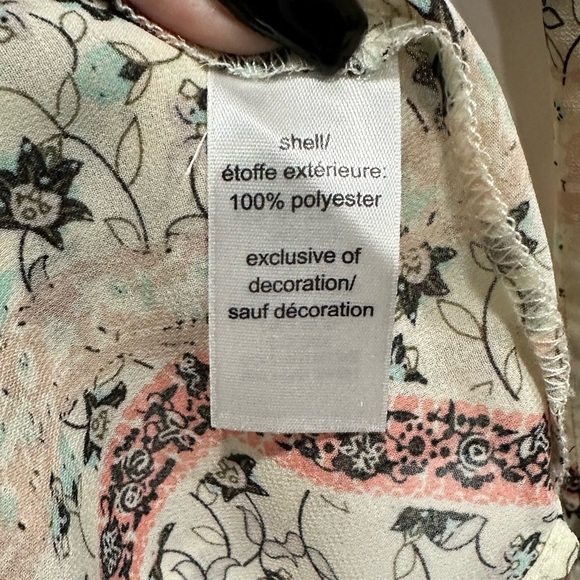 shell/
étoffe extérieure:
100% polyester
exclusive of
decoration/
sauf décoration